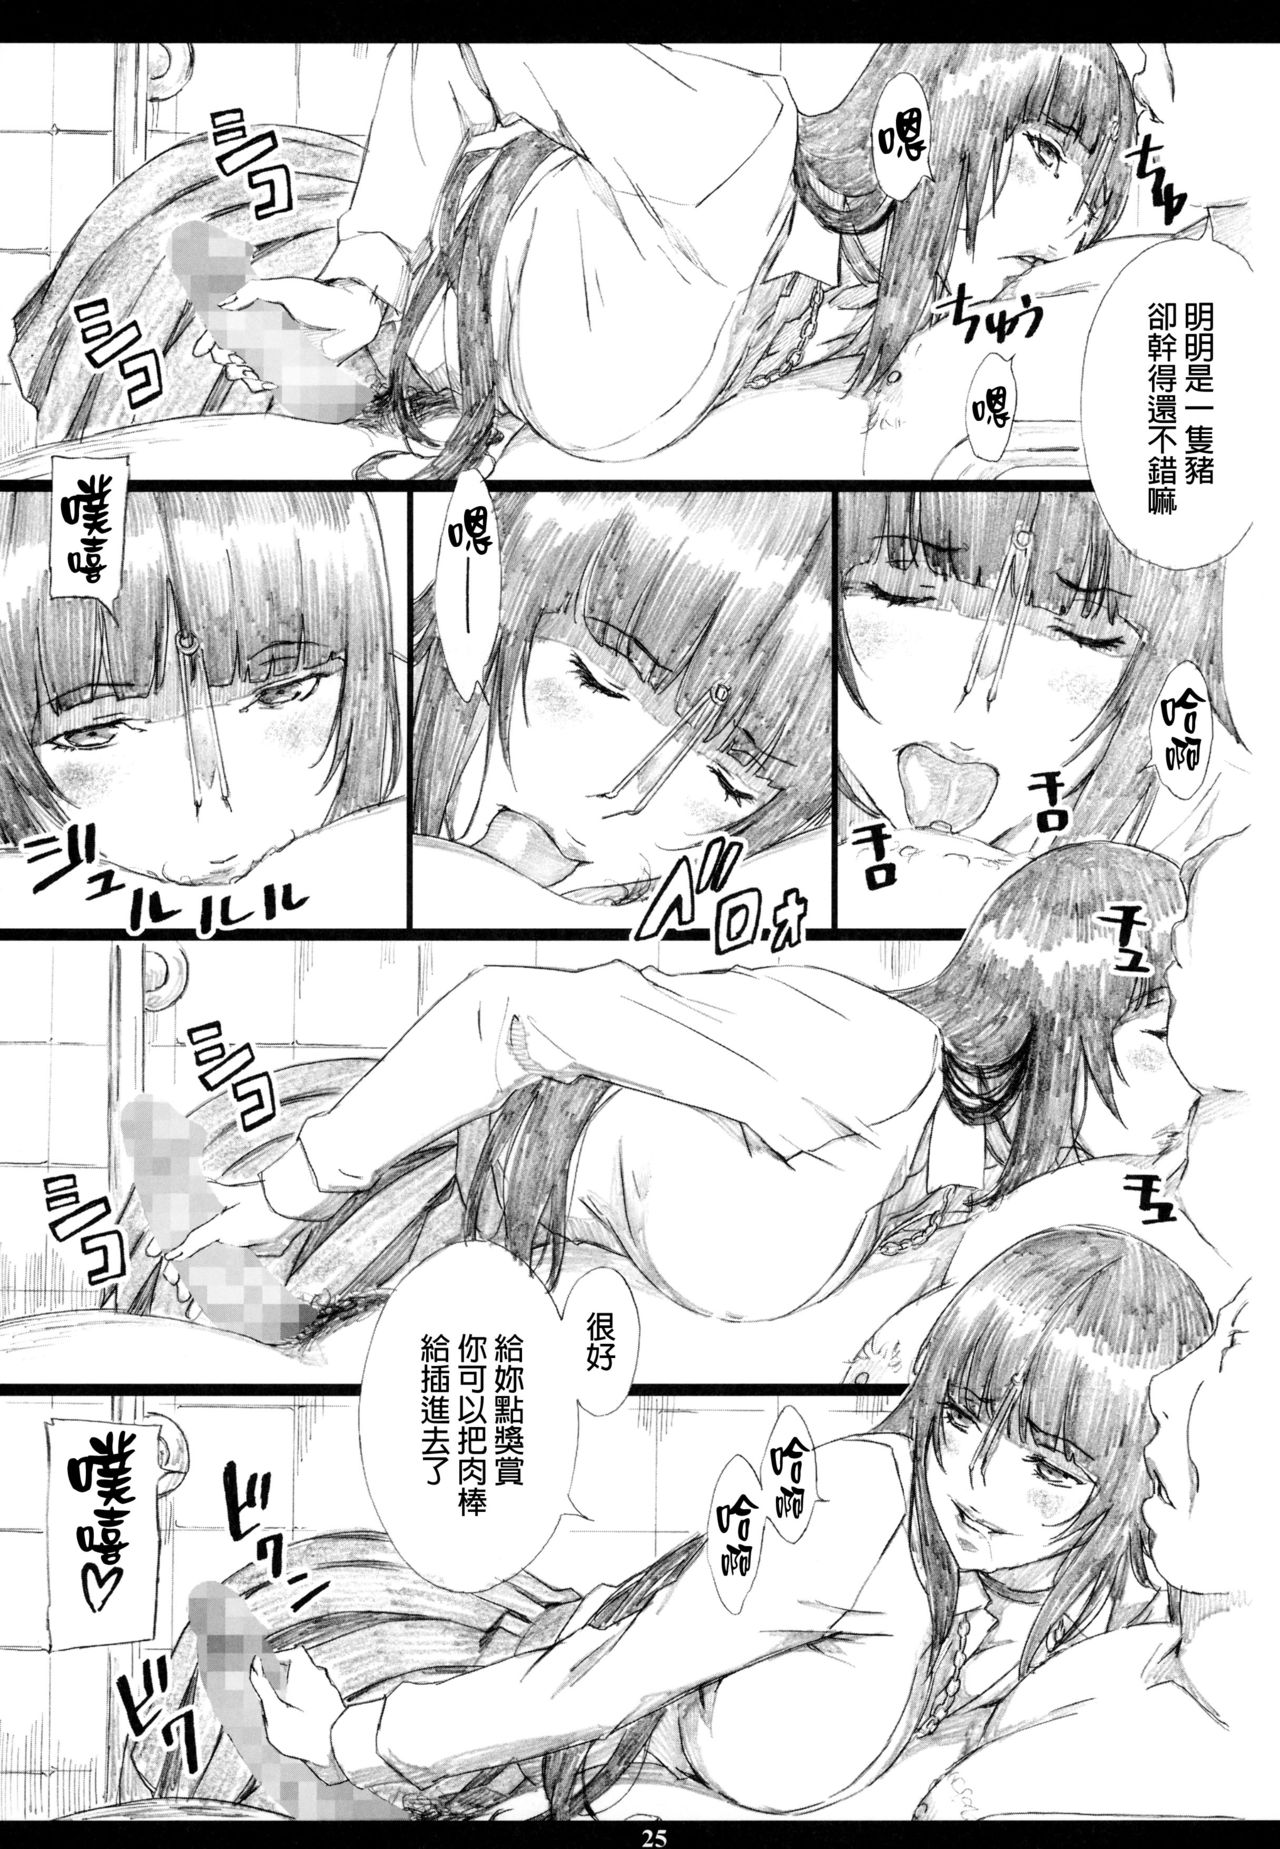 ちゅ
嗯
明明是一隻豬
卻幹得還不錯嘛
ちゅう
嗯
シコ
シコ
哈啊
チロ
チロ
嗯—
ベロォ
噗嘻
ジュルルルル
チュ
チュ
シコ
シコ
很好
給妳點獎賞
你可以把肉棒
給插進去了
哈啊
哈啊
ビクン
ビク
噗嘻♡
25